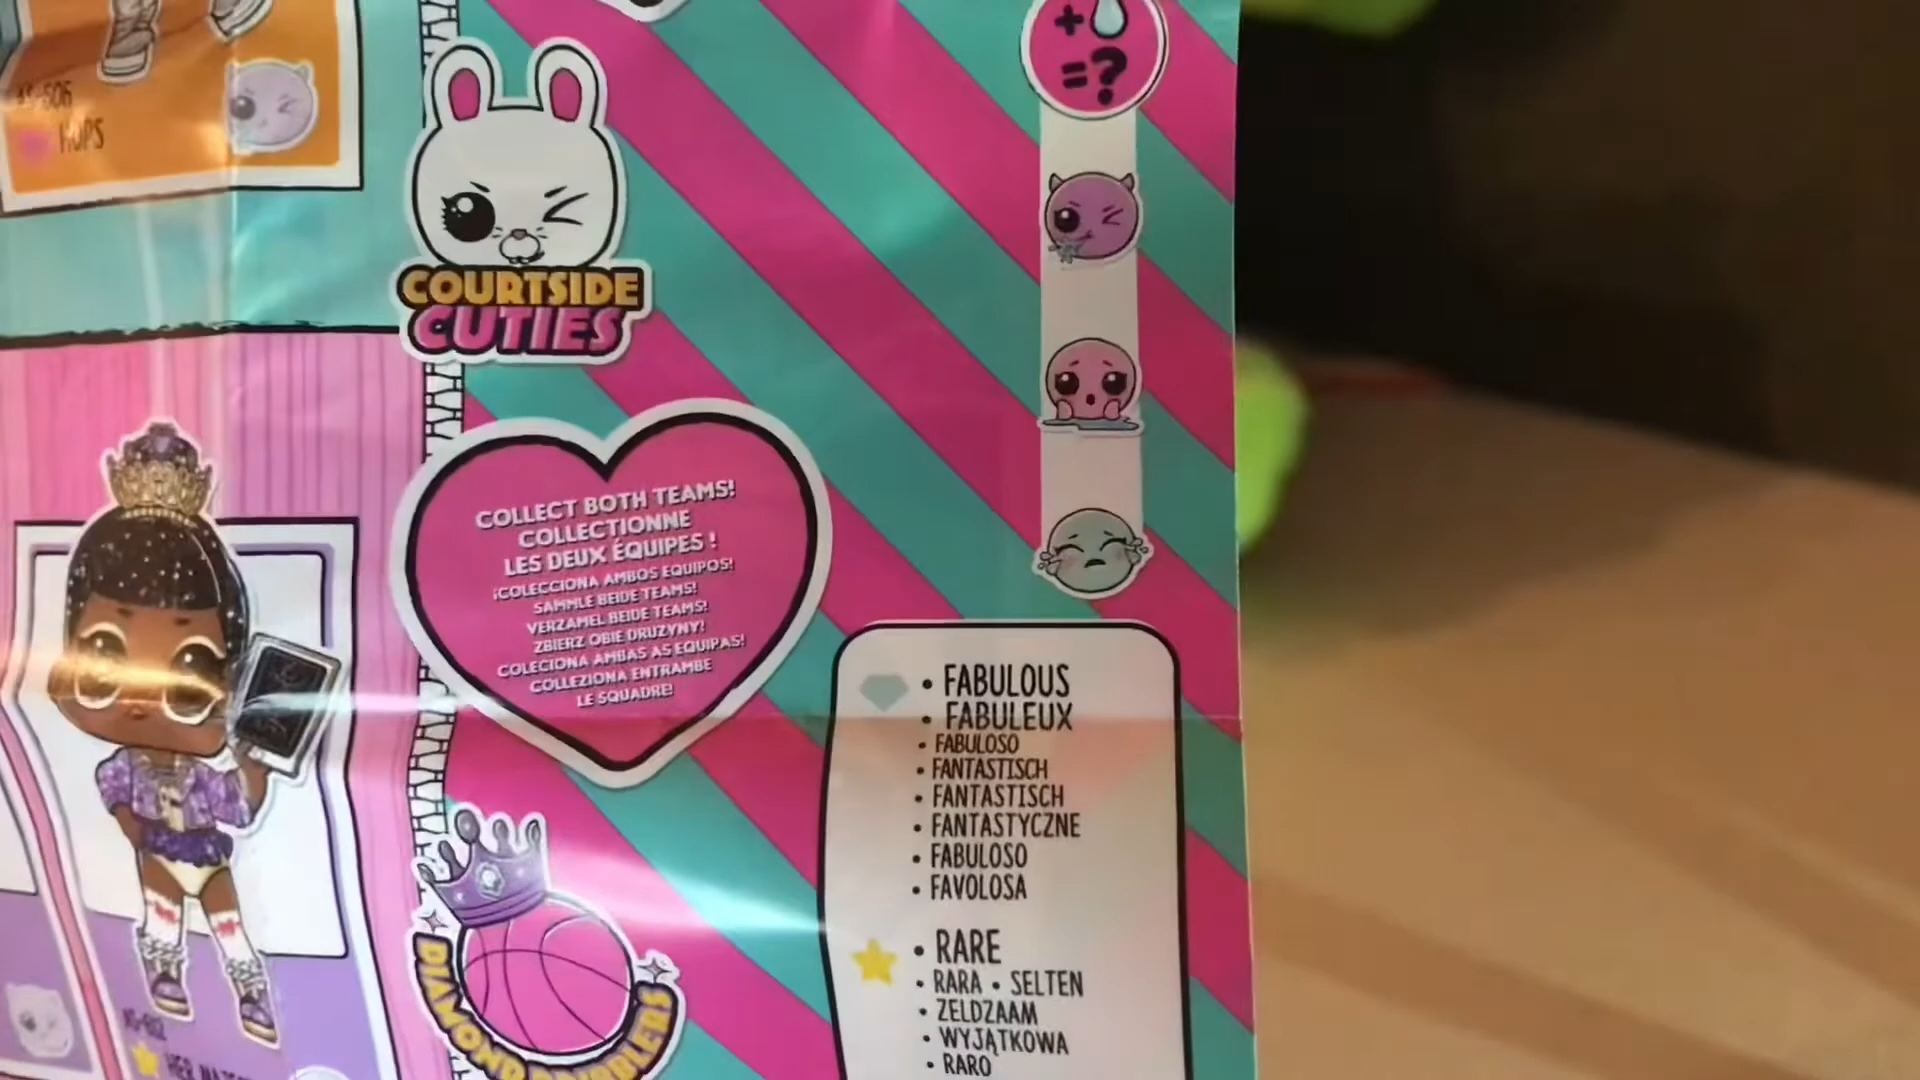 +
=?
HOPS
COURTSIDE
CUTIES
COLLECT BOTH TEAMS!
COLLECTIONNE
LES DEUX ÉQUIPES !
¡COLECCIONA AMBOS EQUIPOS!
SAMMLE BEIDE TEAMS!
VERZAMEL BEIDE TEAMS!
ZBIERZ OBIE DRUŻYNY!
COLECIONA AMBAS AS EQUIPAS!
COLLEZIONA ENTRAMBE
LE SQUADRE!
• FABULOUS
• FABULEUX
• FABULOSO
• FANTASTISCH
• FANTASTISCH
• FANTASTYCZNE
• FABULOSO
• FAVOLOSA
• RARE
• RARA • SELTEN
• ZELDZAAM
• WYJĄTKOWA
• RARO
DIAMOND DRIBBLERS
HER